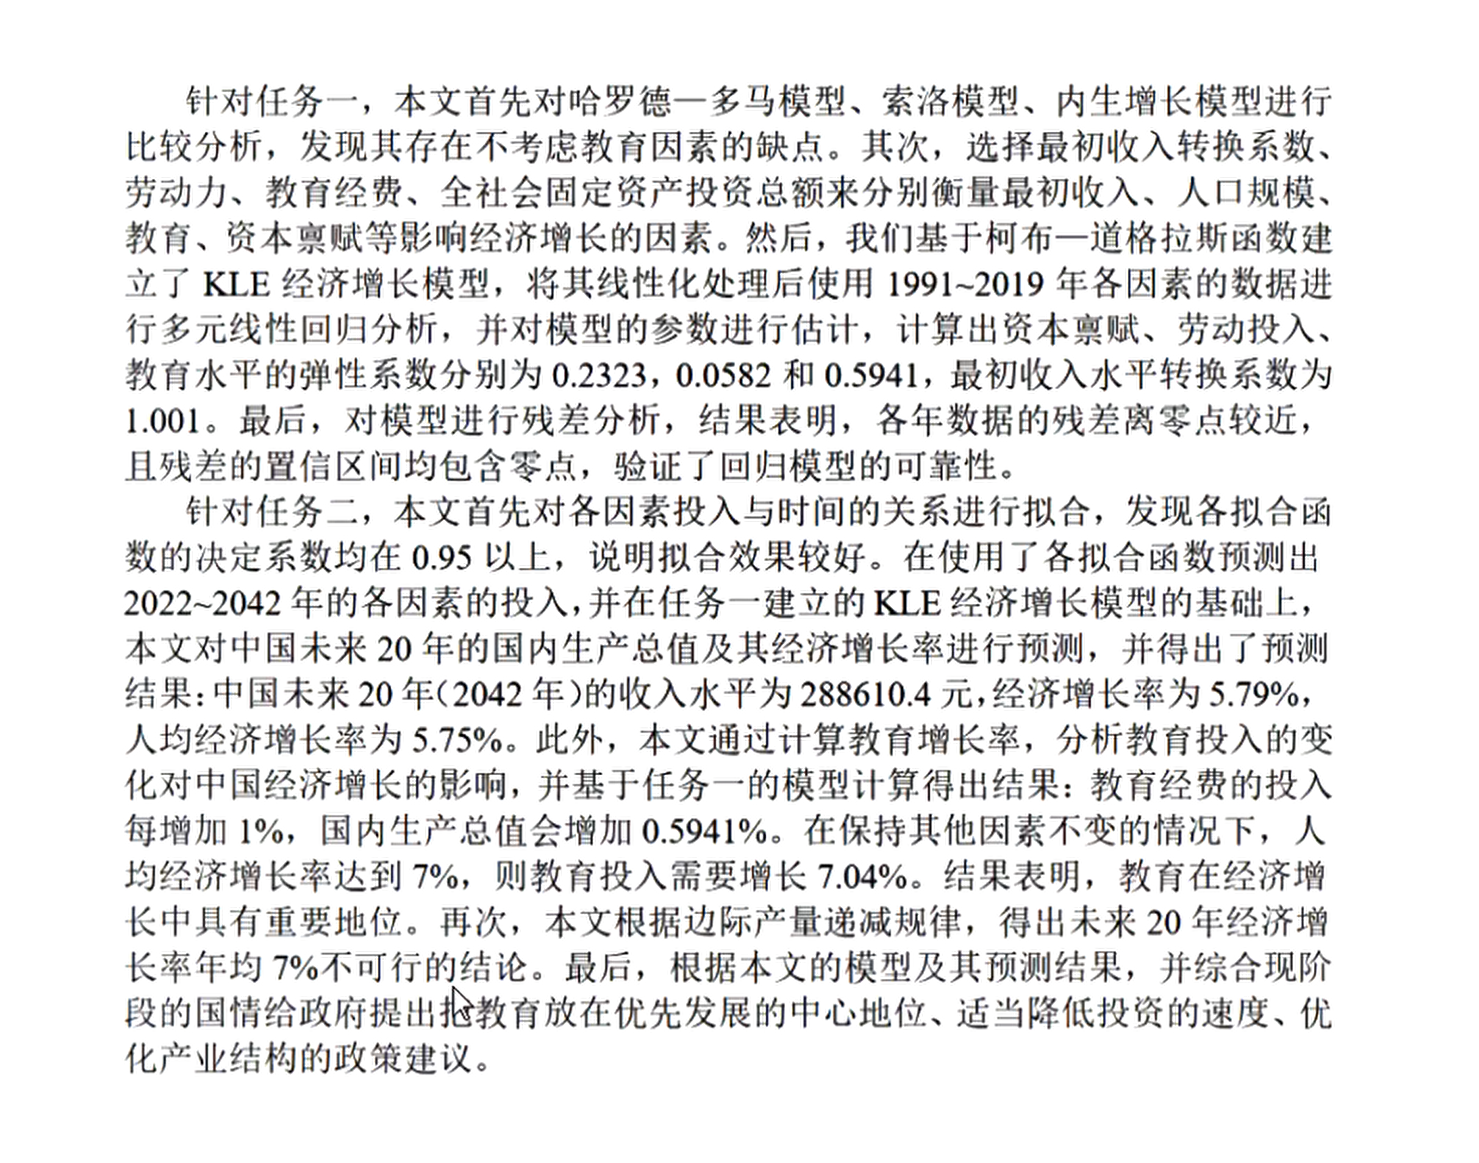 针对任务一，本文首先对哈罗德—多马模型、索洛模型、内生增长模型进行
比较分析，发现其存在不考虑教育因素的缺点。其次，选择最初收入转换系数、
劳动力、教育经费、全社会固定资产投资总额来分别衡量最初收入、人口规模、
教育、资本禀赋等影响经济增长的因素。然后，我们基于柯布—道格拉斯函数建
立了 KLE 经济增长模型，将其线性化处理后使用 1991~2019 年各因素的数据进
行多元线性回归分析，并对模型的参数进行估计，计算出资本禀赋、劳动投入、
教育水平的弹性系数分别为 0.2323，0.0582 和 0.5941，最初收入水平转换系数为
1.001。最后，对模型进行残差分析，结果表明，各年数据的残差离零点较近，
且残差的置信区间均包含零点，验证了回归模型的可靠性。
针对任务二，本文首先对各因素投入与时间的关系进行拟合，发现各拟合函
数的决定系数均在 0.95 以上，说明拟合效果较好。在使用了各拟合函数预测出
2022~2042 年的各因素的投入，并在任务一建立的 KLE 经济增长模型的基础上，
本文对中国未来 20 年的国内生产总值及其经济增长率进行预测，并得出了预测
结果：中国未来 20 年（2042 年）的收入水平为 288610.4 元，经济增长率为 5.79%，
人均经济增长率为 5.75%。此外，本文通过计算教育增长率，分析教育投入的变
化对中国经济增长的影响，并基于任务一的模型计算得出结果：教育经费的投入
每增加 1%，国内生产总值会增加 0.5941%。在保持其他因素不变的情况下，人
均经济增长率达到 7%，则教育投入需要增长 7.04%。结果表明，教育在经济增
长中具有重要地位。再次，本文根据边际产量递减规律，得出未来 20 年经济增
长率年均 7%不可行的结论。最后，根据本文的模型及其预测结果，并综合现阶
段的国情给政府提出把教育放在优先发展的中心地位、适当降低投资的速度、优
化产业结构的政策建议。